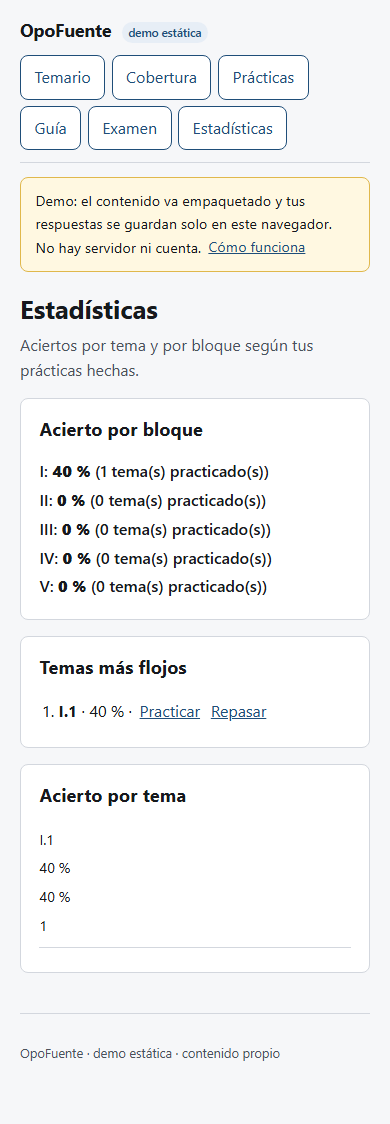 OpoFuente demo estática
Temario Cobertura Prácticas
Guía Examen Estadísticas
Demo: el contenido va empaquetado y tus
respuestas se guardan solo en este navegador.
No hay servidor ni cuenta. Cómo funciona
Estadísticas
Aciertos por tema y por bloque según tus
prácticas hechas.
Acierto por bloque
I: 40 % (1 tema(s) practicado(s))
II: 0 % (0 tema(s) practicado(s))
III: 0 % (0 tema(s) practicado(s))
IV: 0 % (0 tema(s) practicado(s))
V: 0 % (0 tema(s) practicado(s))
Temas más flojos
1. I.1 · 40 % · Practicar Repasar
Acierto por tema
I.1
40 %
40 %
1
OpoFuente · demo estática · contenido propio